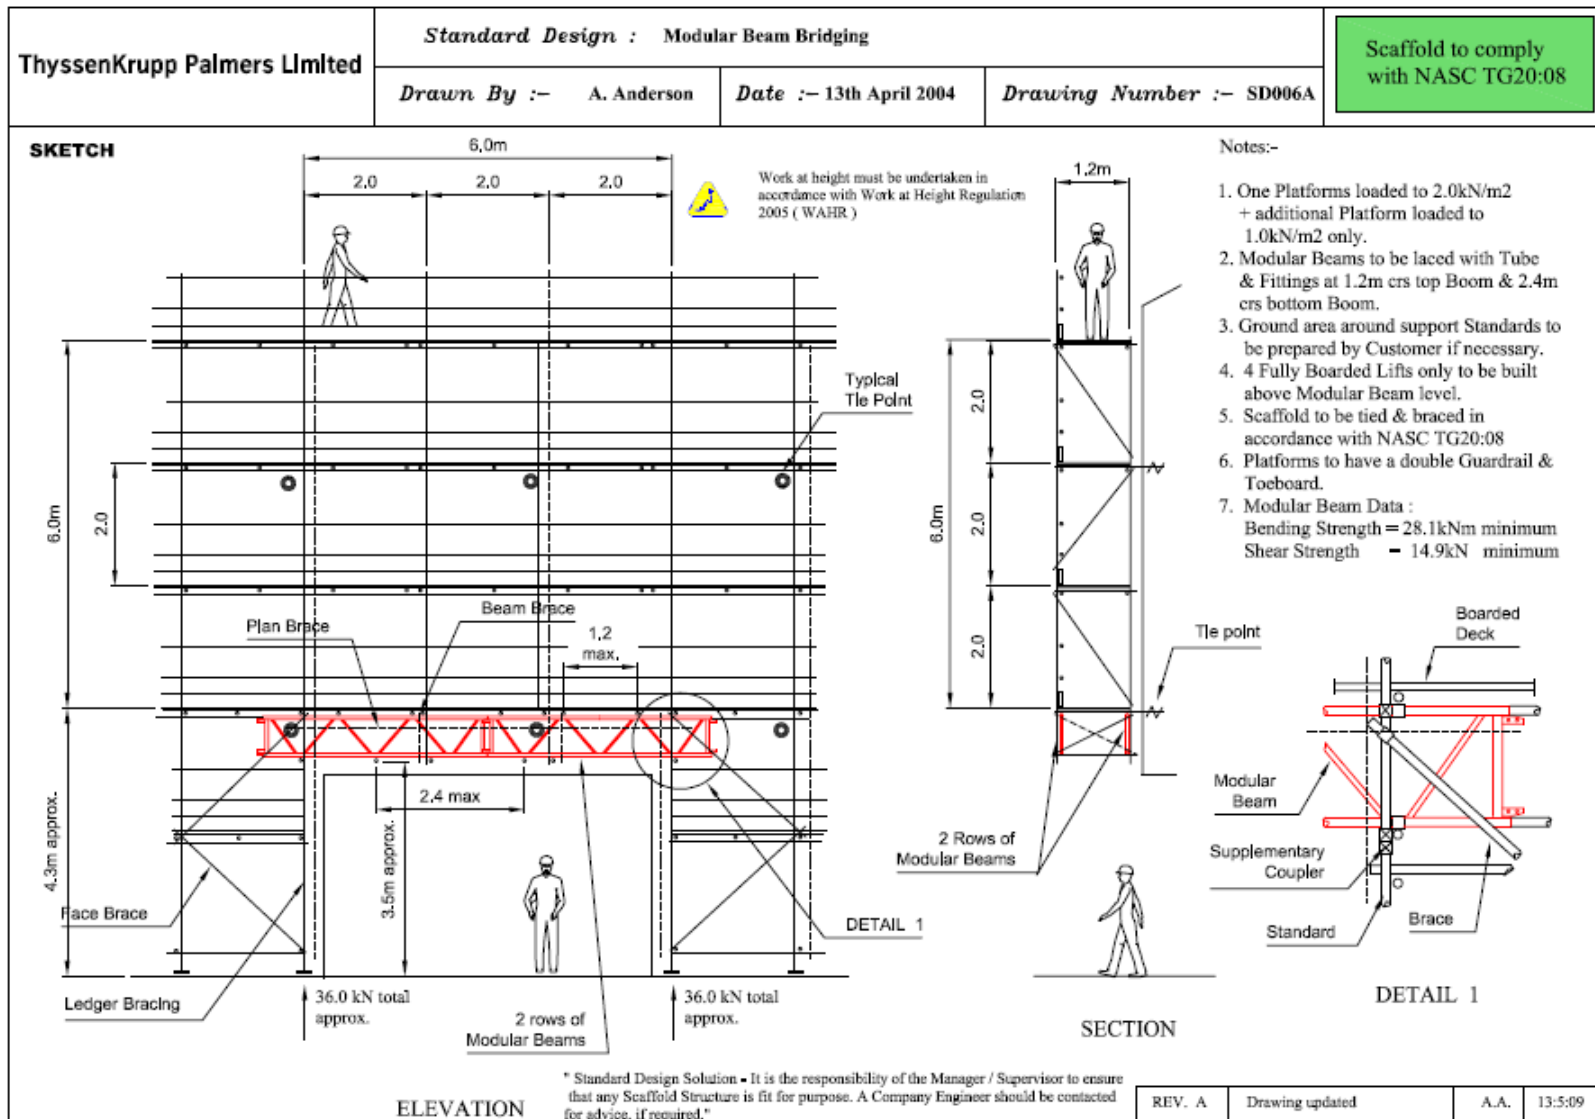 ThyssenKrupp Palmers Limited
Standard Design : Modular Beam Bridging
Drawn By :- A. Anderson
Date :- 13th April 2004
Drawing Number :- SD006A
Scaffold to comply
with NASC TG20:08
SKETCH
6.0m
2.0 2.0 2.0
Work at height must be undertaken in
accordance with Work at Height Regulation
2005 ( WAHR )
1.2m
Notes:-
1. One Platforms loaded to 2.0kN/m2
+ additional Platform loaded to
1.0kN/m2 only.
2. Modular Beams to be laced with Tube
& Fittings at 1.2m crs top Boom & 2.4m
crs bottom Boom.
3. Ground area around support Standards to
be prepared by Customer if necessary.
4. 4 Fully Boarded Lifts only to be built
above Modular Beam level.
5. Scaffold to be tied & braced in
accordance with NASC TG20:08
6. Platforms to have a double Guardrail &
Toeboard.
7. Modular Beam Data :
Bending Strength = 28.1kNm minimum
Shear Strength = 14.9kN minimum
Typical
Tie Point
6.0m
2.0
6.0m
2.0
2.0
2.0
Plan Brace
Beam Brace
1.2
max.
Tie point
Boarded
Deck
Modular
Beam
Supplementary
Coupler
Standard
Brace
DETAIL 1
4.3m approx.
2.4 max
3.5m approx.
2 Rows of
Modular Beams
Face Brace
DETAIL 1
Ledger Bracing
36.0 kN total
approx.
2 rows of
Modular Beams
36.0 kN total
approx.
SECTION
ELEVATION
" Standard Design Solution - It is the responsibility of the Manager / Supervisor to ensure
that any Scaffold Structure is fit for purpose. A Company Engineer should be contacted
for advice, if required."
REV. A Drawing updated A.A. 13:5:09